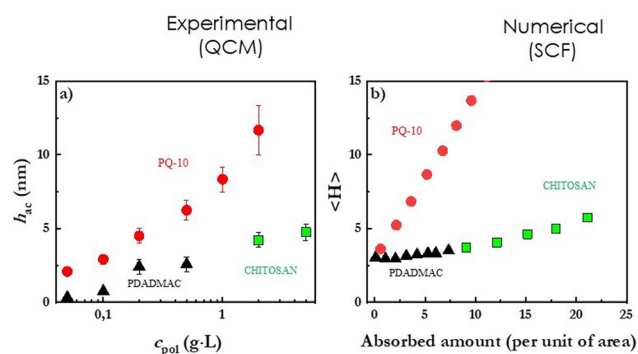 Experimental
(QCM)
Numerical
(SCF)
a)
15
10
5
0
h_ac (nm)
PQ-10
PDADMAC
CHITOSAN
0,1
1
c_pol (g·L)
b)
15
10
5
0
<H>
PQ-10
CHITOSAN
PDADMAC
0
5
10
15
20
25
Absorbed amount (per unit of area)